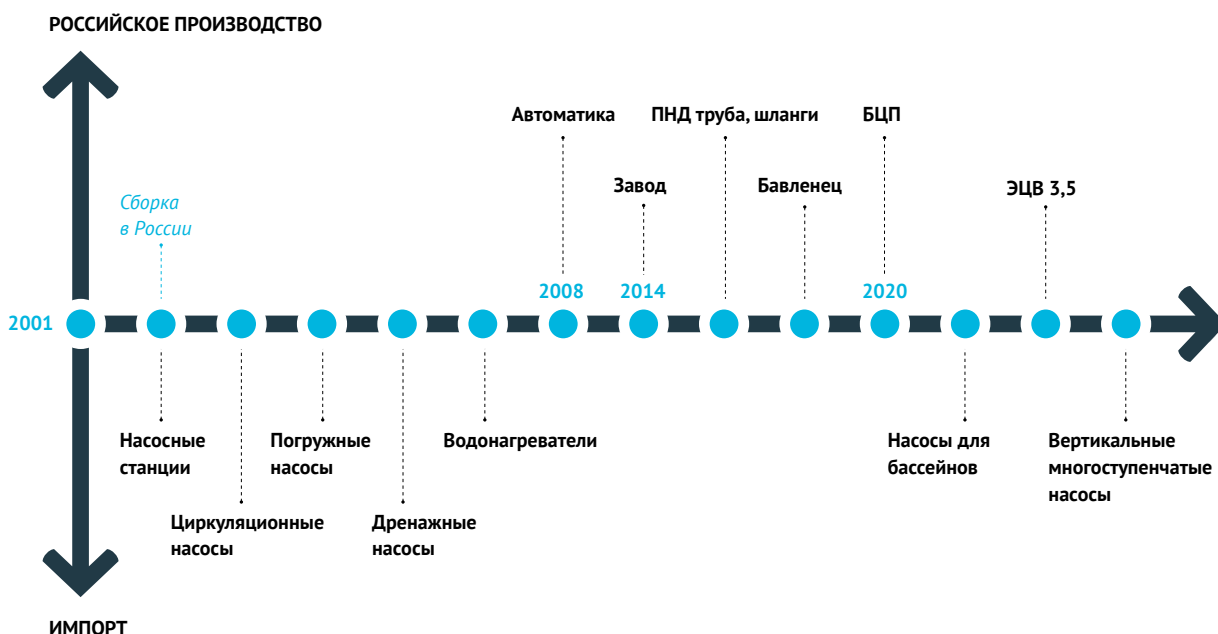 РОССИЙСКОЕ ПРОИЗВОДСТВО
Автоматика
ПНД труба, шланги
БЦП
Завод
Бавленец
ЭЦВ 3,5
Сборка
в России
2008
2014
2020
2001
Насосные
станции
Погружные
насосы
Водонагреватели
Насосы для
бассейнов
Вертикальные
многоступенчатые
насосы
Циркуляционные
насосы
Дренажные
насосы
ИМПОРТ